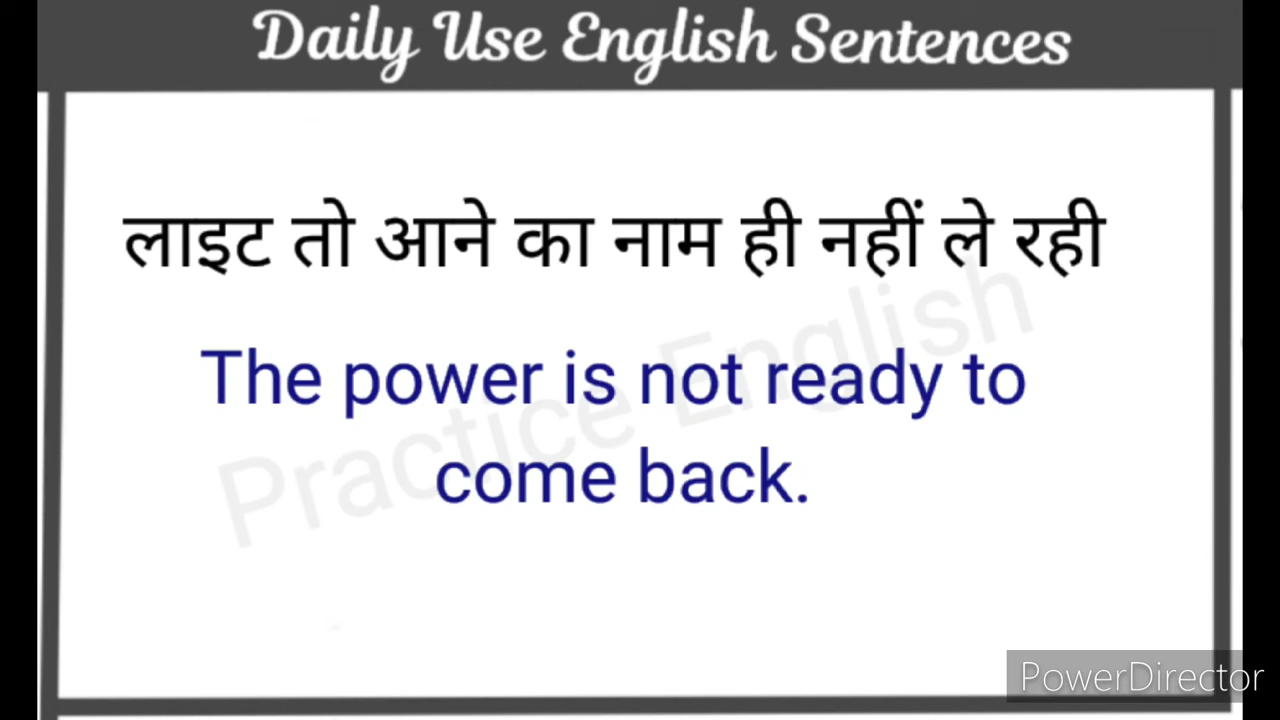 Daily Use English Sentences
लाइट तो आने का नाम ही नहीं ले रही
The power is not ready to
come back.
Practice English
PowerDirector